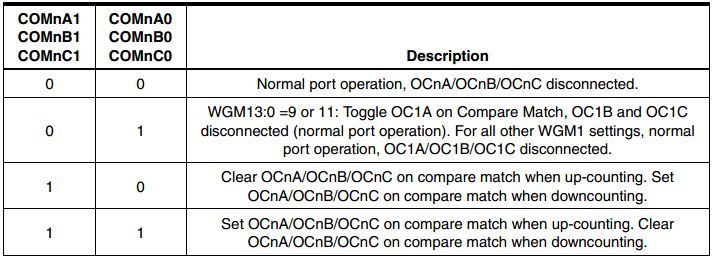 COMnA1 COMnA0
COMnB1 COMnB0
COMnC1 COMnC0 Description
0 0 Normal port operation, OCnA/OCnB/OCnC disconnected.
WGM13:0 =9 or 11: Toggle OC1A on Compare Match, OC1B and OC1C
0 1 disconnected (normal port operation). For all other WGM1 settings, normal
port operation, OC1A/OC1B/OC1C disconnected.
1 0 Clear OCnA/OCnB/OCnC on compare match when up-counting. Set
OCnA/OCnB/OCnC on compare match when downcounting.
1 1 Set OCnA/OCnB/OCnC on compare match when up-counting. Clear
OCnA/OCnB/OCnC on compare match when downcounting.